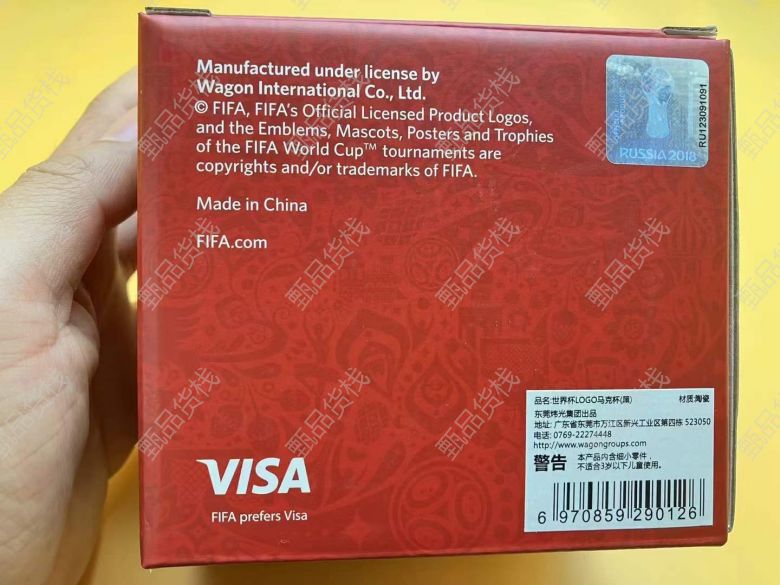 Manufactured under license by
Wagon International Co., Ltd.
© FIFA, FIFA's Official Licensed Product Logos,
and the Emblems, Mascots, Posters and Trophies
of the FIFA World Cup™ tournaments are
copyrights and/or trademarks of FIFA.
Made in China
FIFA.com
RUSSIA 2018
RU123091091
VISA
FIFA prefers Visa
品名:世界杯LOGO马克杯(黑) 材质:陶瓷
东莞炜光集团出品
地址: 广东省东莞市万江区新兴工业区第四栋 523050
电话: 0769-22274448
http://www.wagongroups.com
警告 本产品内含细小零件,
不适合3岁以下儿童使用。
6 970859 290126
甄品货栈